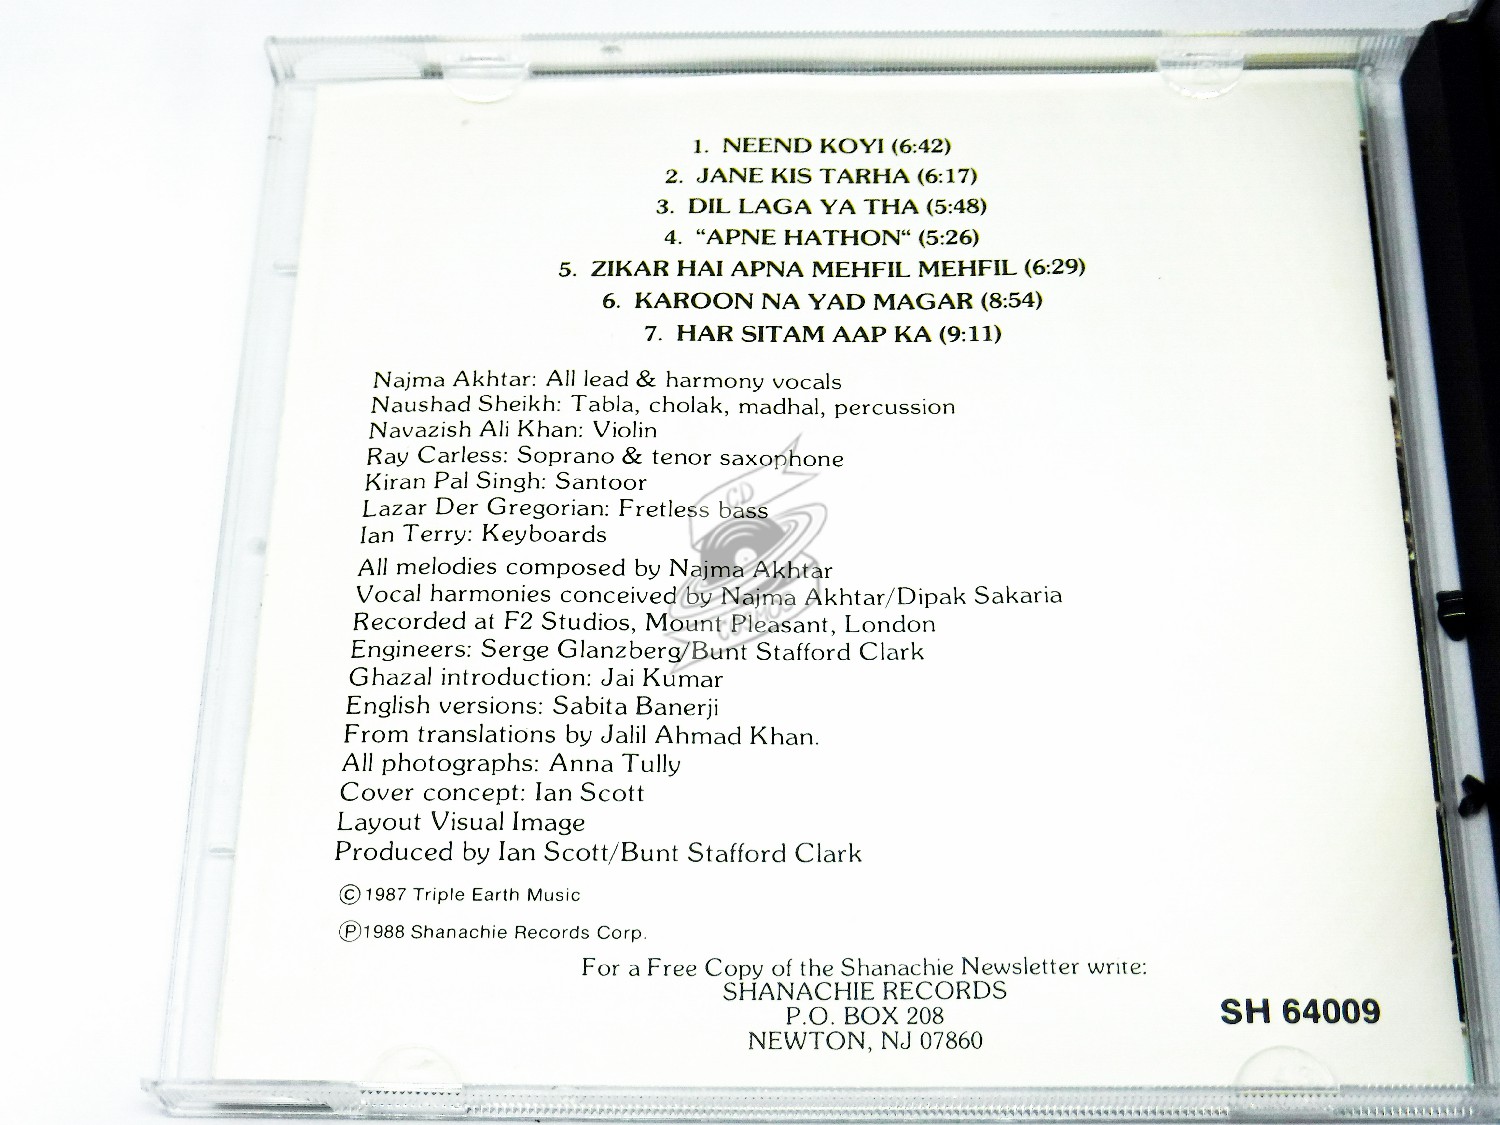 1. NEEND KOYI (6:42)
2. JANE KIS TARHA (6:17)
3. DIL LAGA YA THA (5:48)
4. “APNE HATHON“ (5:26)
5. ZIKAR HAI APNA MEHFIL MEHFIL (6:29)
6. KAROON NA YAD MAGAR (8:54)
7. HAR SITAM AAP KA (9:11)
Najma Akhtar: All lead & harmony vocals
Naushad Sheikh: Tabla, cholak, madhal, percussion
Navazish Ali Khan: Violin
Ray Carless: Soprano & tenor saxophone
Kiran Pal Singh: Santoor
Lazar Der Gregorian: Fretless bass
Ian Terry: Keyboards
All melodies composed by Najma Akhtar
Vocal harmonies conceived by Najma Akhtar/Dipak Sakaria
Recorded at F2 Studios, Mount Pleasant, London
Engineers: Serge Glanzberg/Bunt Stafford Clark
Ghazal introduction: Jai Kumar
English versions: Sabita Banerji
From translations by Jalil Ahmad Khan.
All photographs: Anna Tully
Cover concept: Ian Scott
Layout Visual Image
Produced by Ian Scott/Bunt Stafford Clark
Ⓒ 1987 Triple Earth Music
Ⓟ 1988 Shanachie Records Corp.
For a Free Copy of the Shanachie Newsletter write:
SHANACHIE RECORDS
P.O. BOX 208
NEWTON, NJ 07860
SH 64009
CD